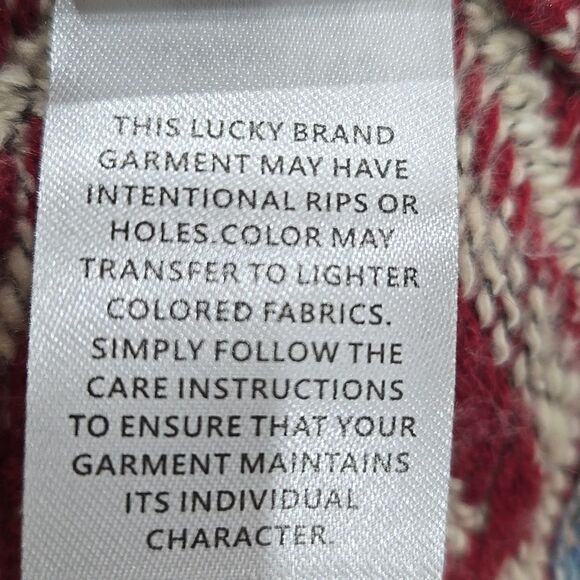 THIS LUCKY BRAND
GARMENT MAY HAVE
INTENTIONAL RIPS OR
HOLES.COLOR MAY
TRANSFER TO LIGHTER
COLORED FABRICS.
SIMPLY FOLLOW THE
CARE INSTRUCTIONS
TO ENSURE THAT YOUR
GARMENT MAINTAINS
ITS INDIVIDUAL
CHARACTER.